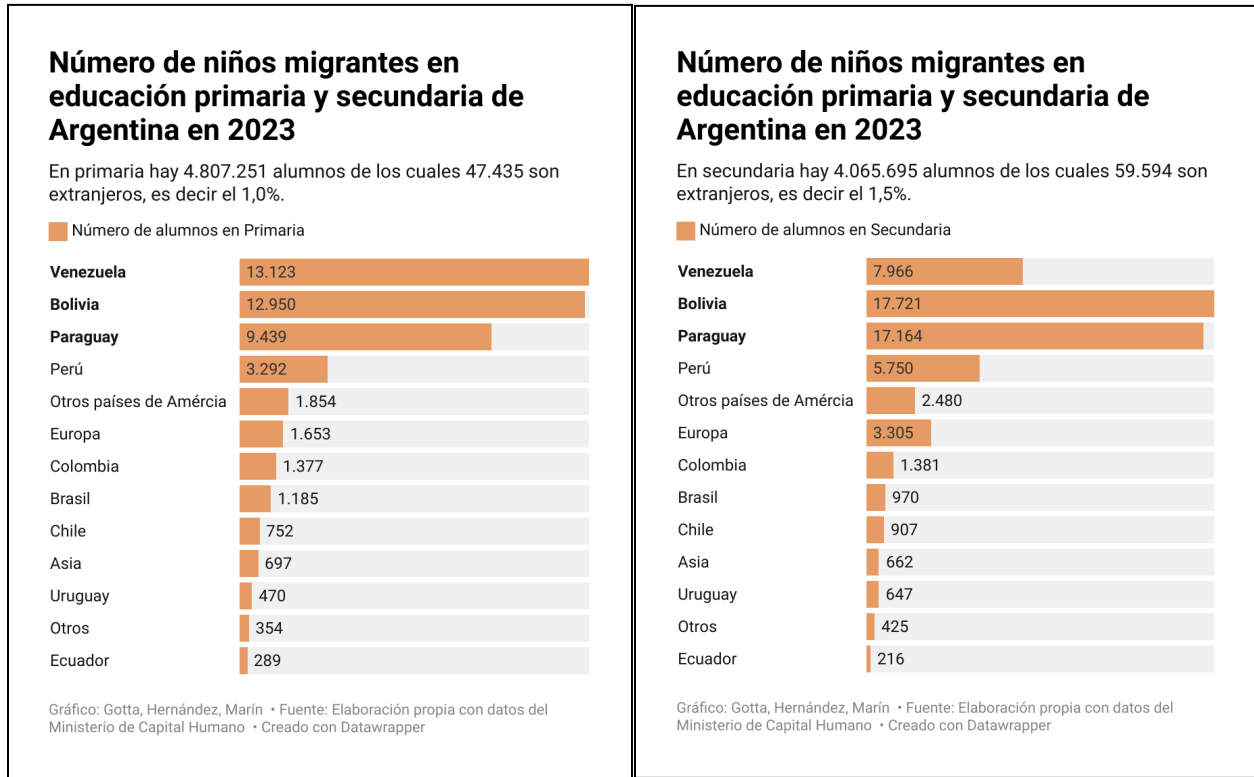 Número de niños migrantes en
educación primaria y secundaria de
Argentina en 2023
En primaria hay 4.807.251 alumnos de los cuales 47.435 son
extranjeros, es decir el 1,0%.
Número de alumnos en Primaria
Venezuela 13.123
Bolivia 12.950
Paraguay 9.439
Perú 3.292
Otros países de Amércia 1.854
Europa 1.653
Colombia 1.377
Brasil 1.185
Chile 752
Asia 697
Uruguay 470
Otros 354
Ecuador 289
Gráfico: Gotta, Hernández, Marín • Fuente: Elaboración propia con datos del
Ministerio de Capital Humano • Creado con Datawrapper
Número de niños migrantes en
educación primaria y secundaria de
Argentina en 2023
En secundaria hay 4.065.695 alumnos de los cuales 59.594 son
extranjeros, es decir el 1,5%.
Número de alumnos en Secundaria
Venezuela 7.966
Bolivia 17.721
Paraguay 17.164
Perú 5.750
Otros países de Amércia 2.480
Europa 3.305
Colombia 1.381
Brasil 970
Chile 907
Asia 662
Uruguay 647
Otros 425
Ecuador 216
Gráfico: Gotta, Hernández, Marín • Fuente: Elaboración propia con datos del
Ministerio de Capital Humano • Creado con Datawrapper